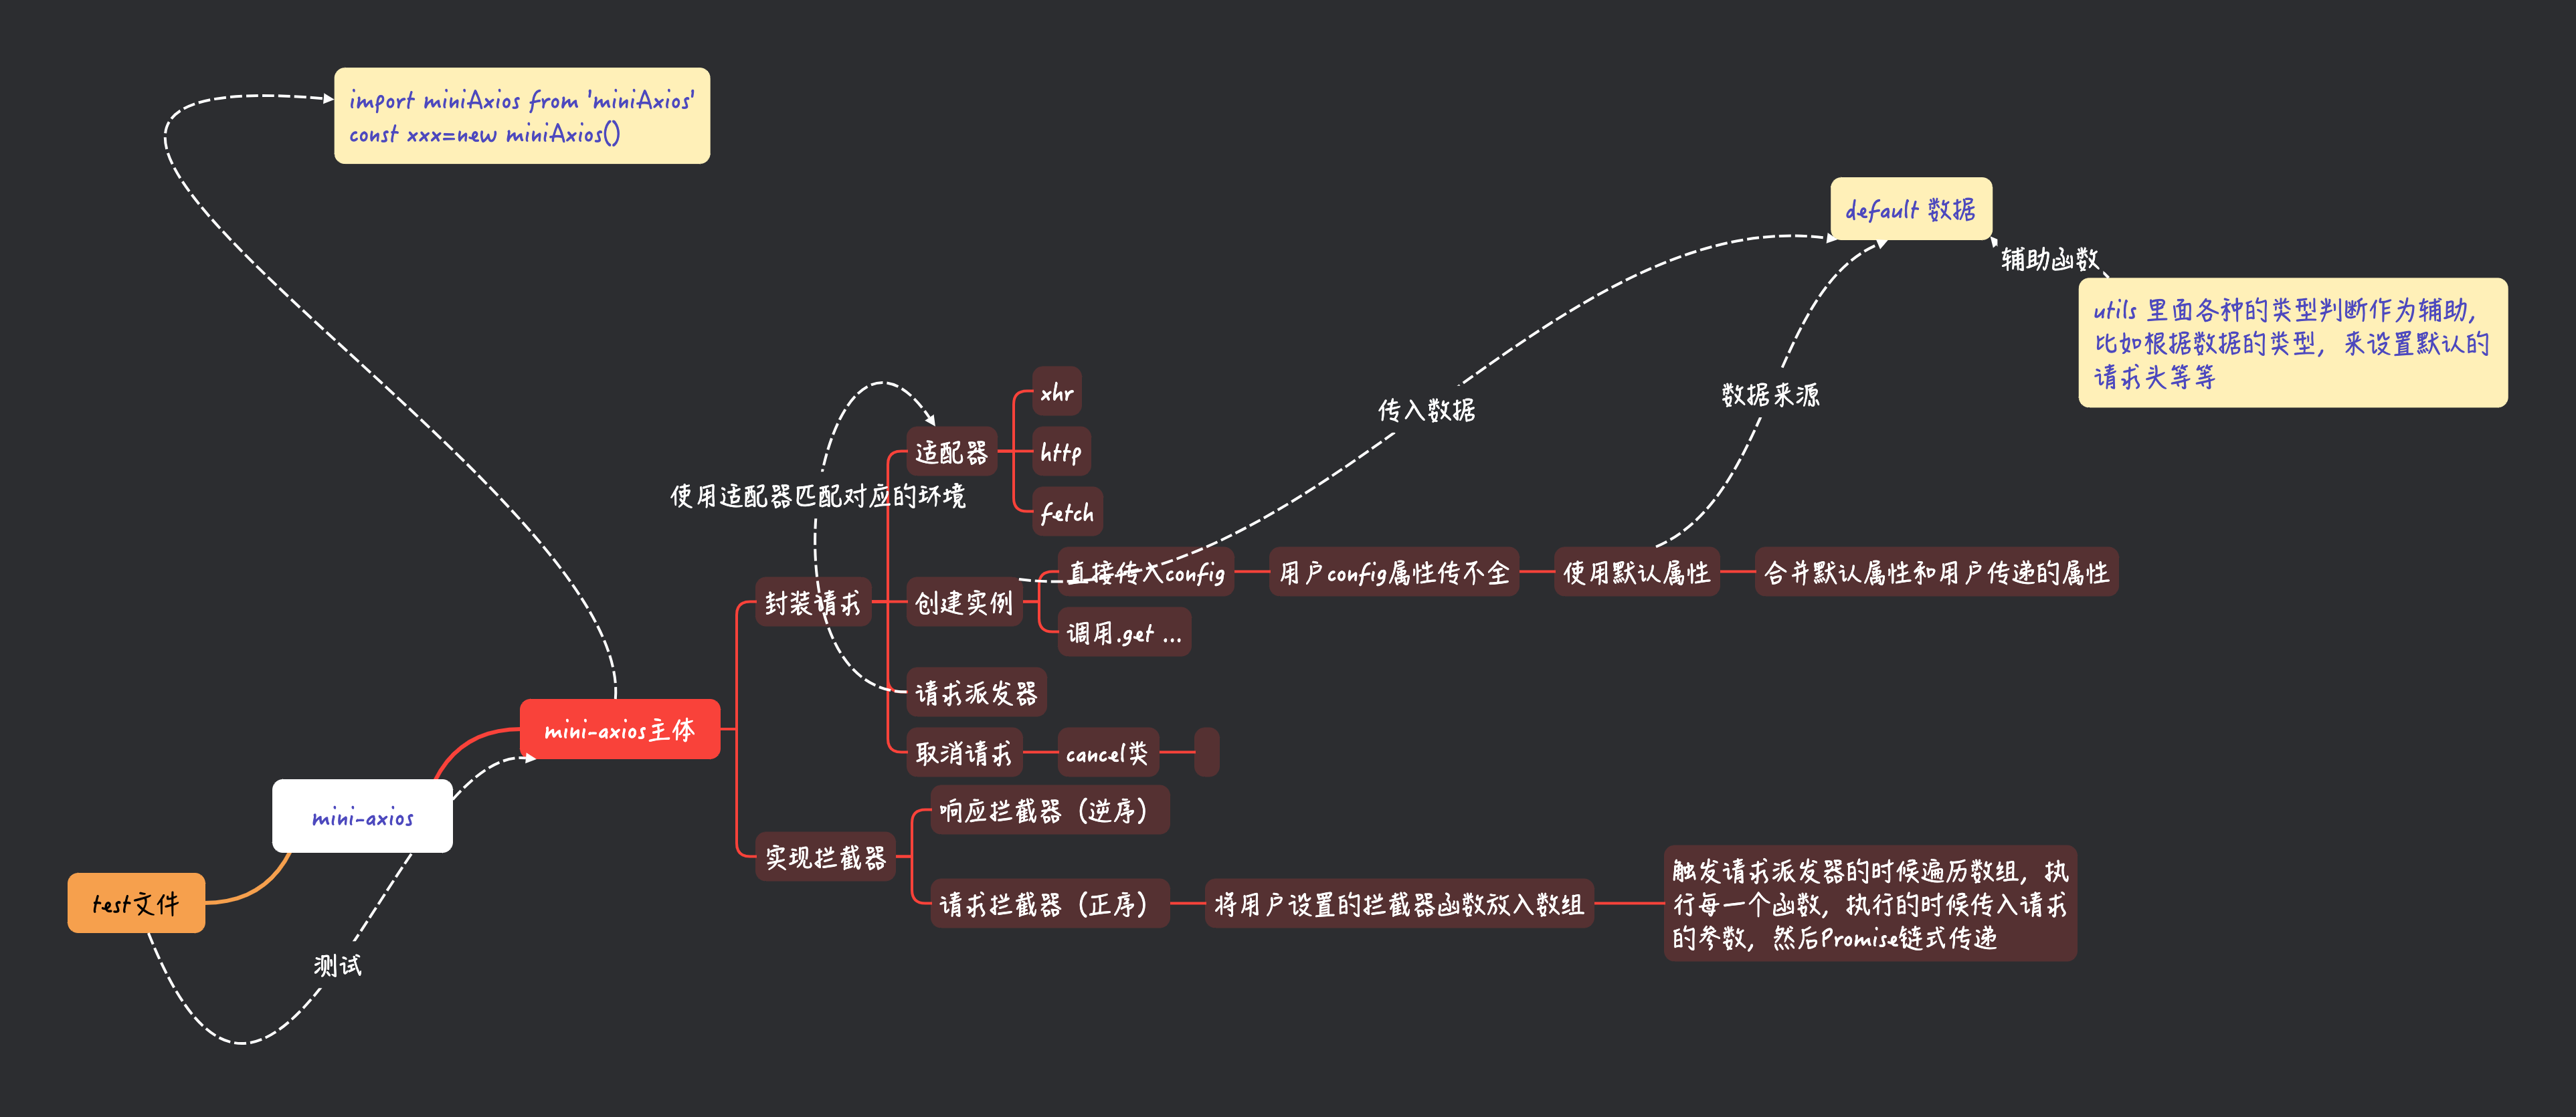 import miniAxios from 'miniAxios'
const xxx=new miniAxios()
default 数据
辅助函数
utils 里面各种的类型判断作为辅助，
比如根据数据的类型，来设置默认的
请求头等等
传入数据
数据来源
xhr
适配器
http
使用适配器匹配对应的环境
fetch
封装请求
创建实例
直接传入config
用户config属性传不全
使用默认属性
合并默认属性和用户传递的属性
调用.get ...
请求派发器
取消请求
cancel类
mini-axios主体
mini-axios
test文件
测试
实现拦截器
响应拦截器（逆序）
请求拦截器（正序）
将用户设置的拦截器函数放入数组
触发请求派发器的时候遍历数组，执
行每一个函数，执行的时候传入请求
的参数，然后Promise链式传递